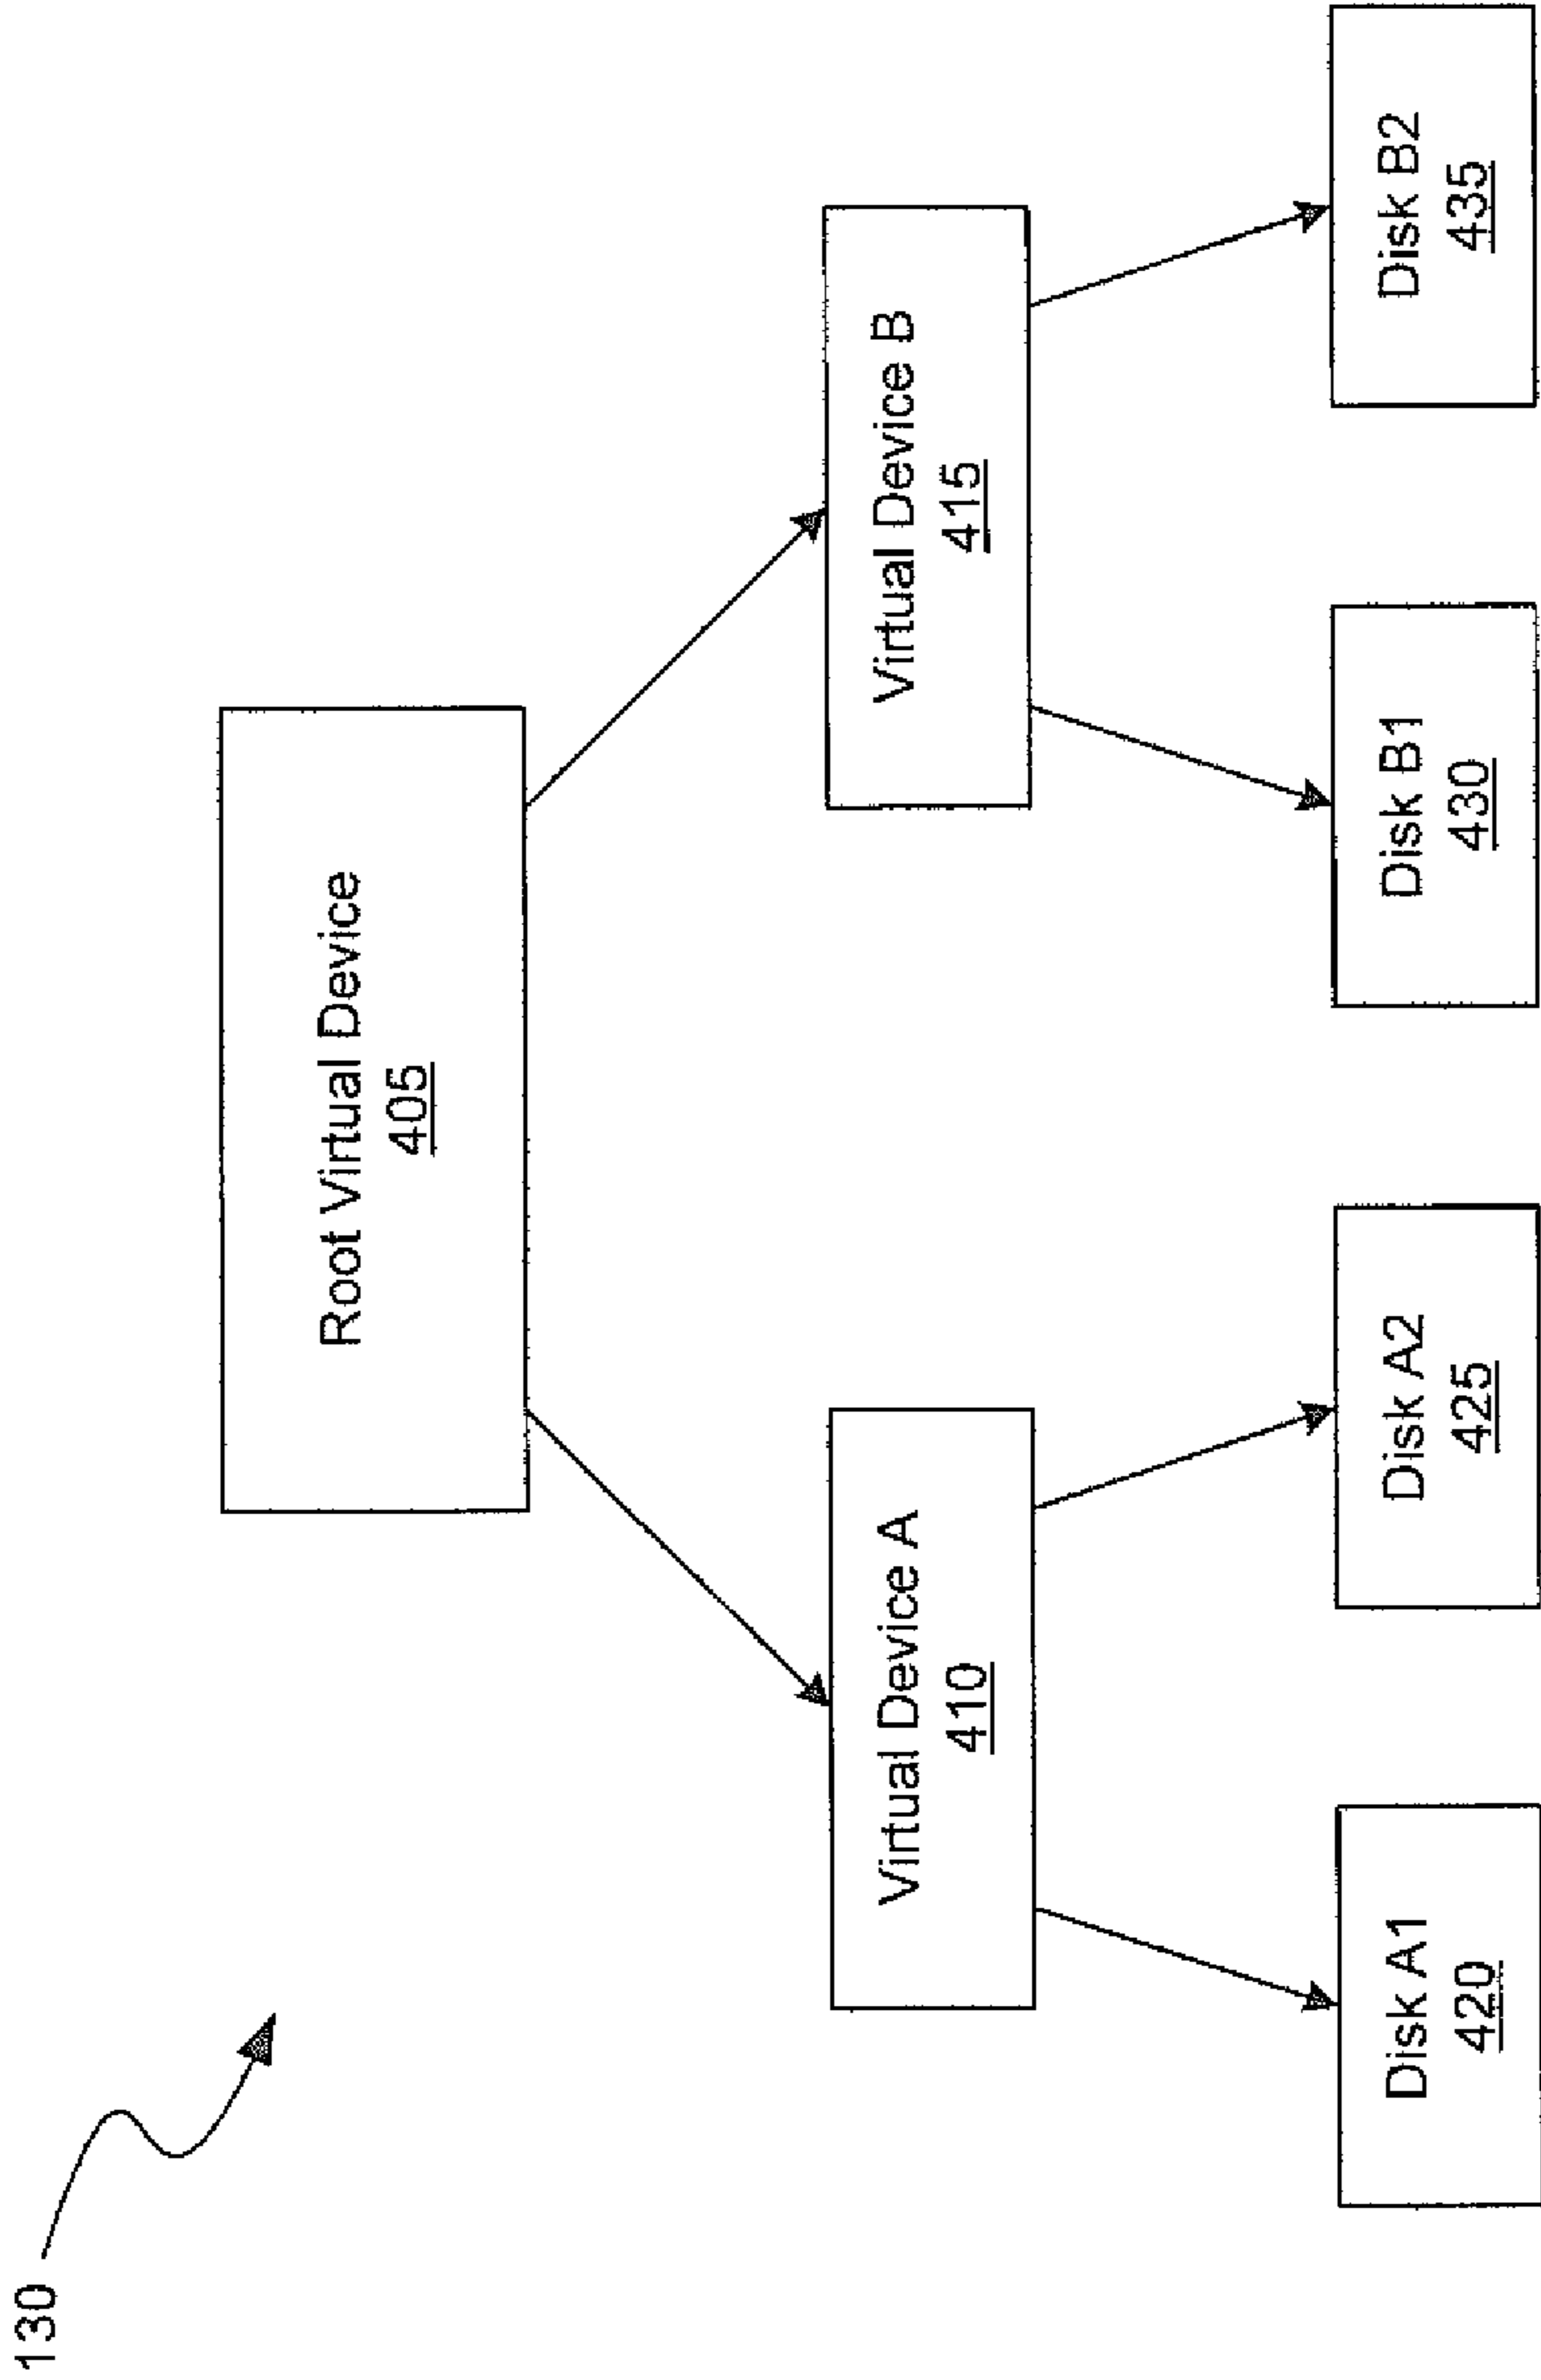 130
Root Virtual Device
405
Virtual Device A
410
Virtual Device B
415
Disk A1
420
Disk A2
425
Disk B1
430
Disk B2
435